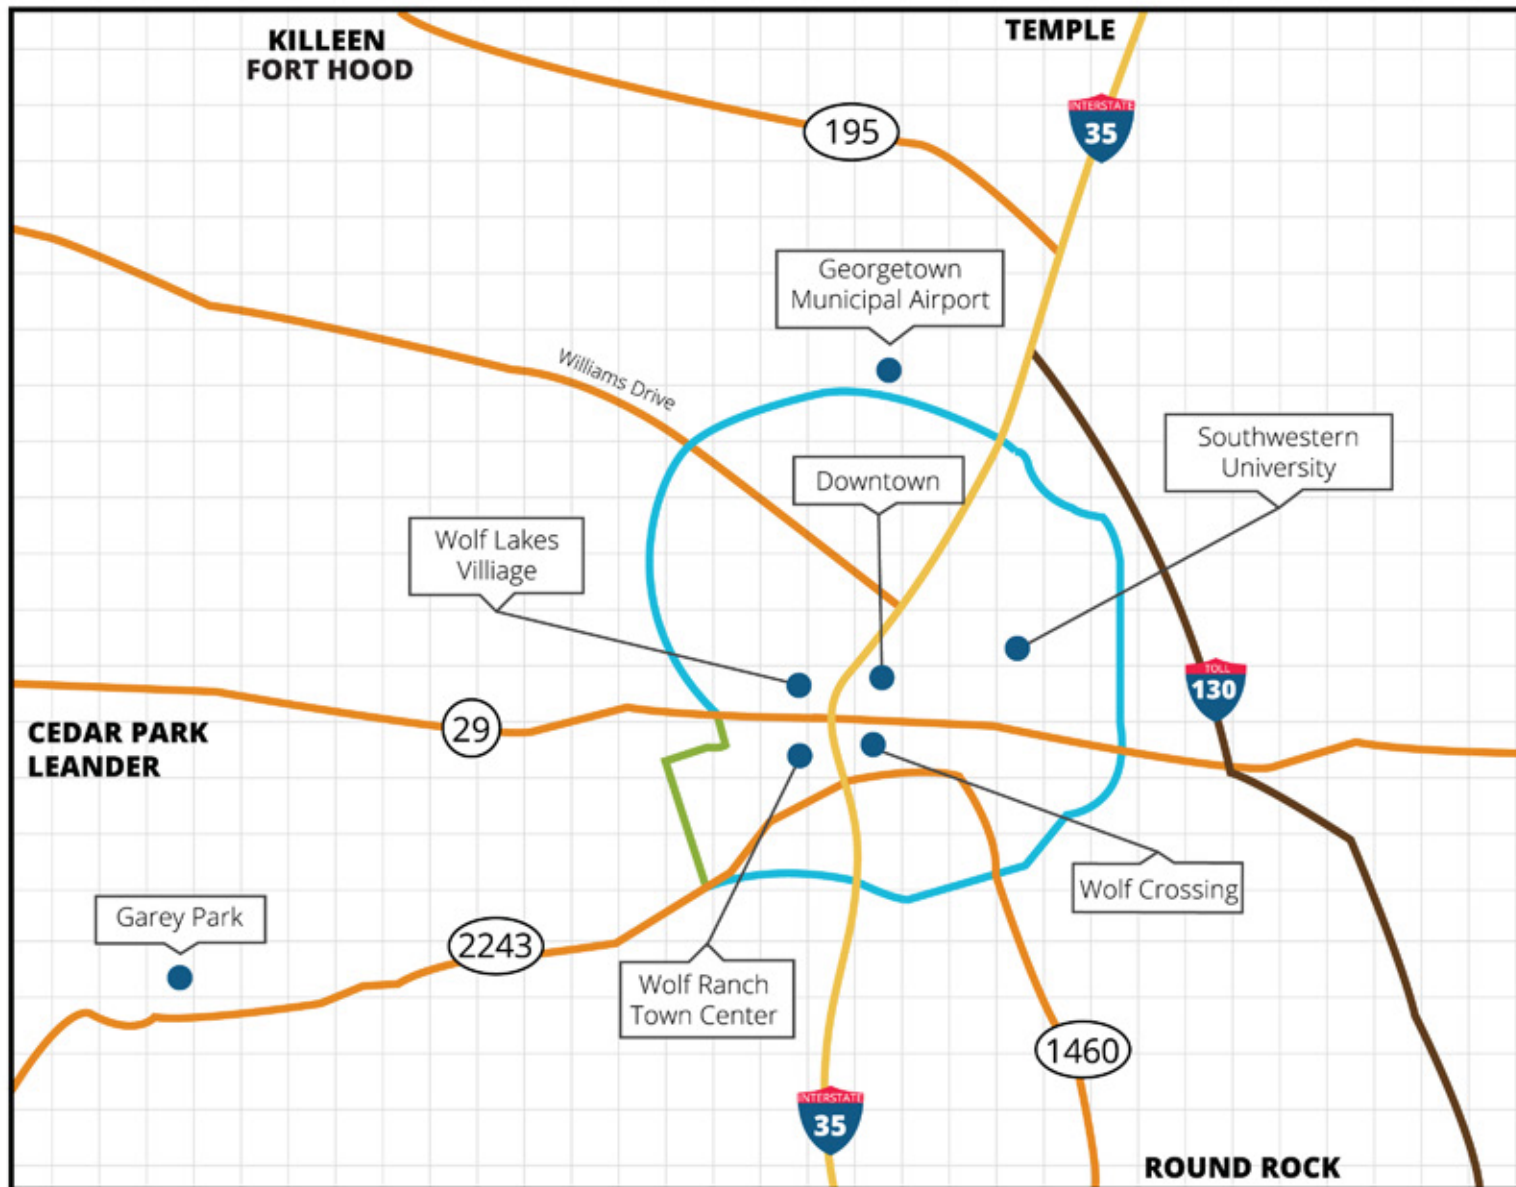 KILLEEN
FORT HOOD
TEMPLE
INTERSTATE
35
195
Georgetown
Municipal Airport
Williams Drive
Southwestern
University
Downtown
Wolf Lakes
Villiage
TOLL
130
29
CEDAR PARK
LEANDER
Wolf Crossing
Garey Park
2243
Wolf Ranch
Town Center
1460
INTERSTATE
35
ROUND ROCK